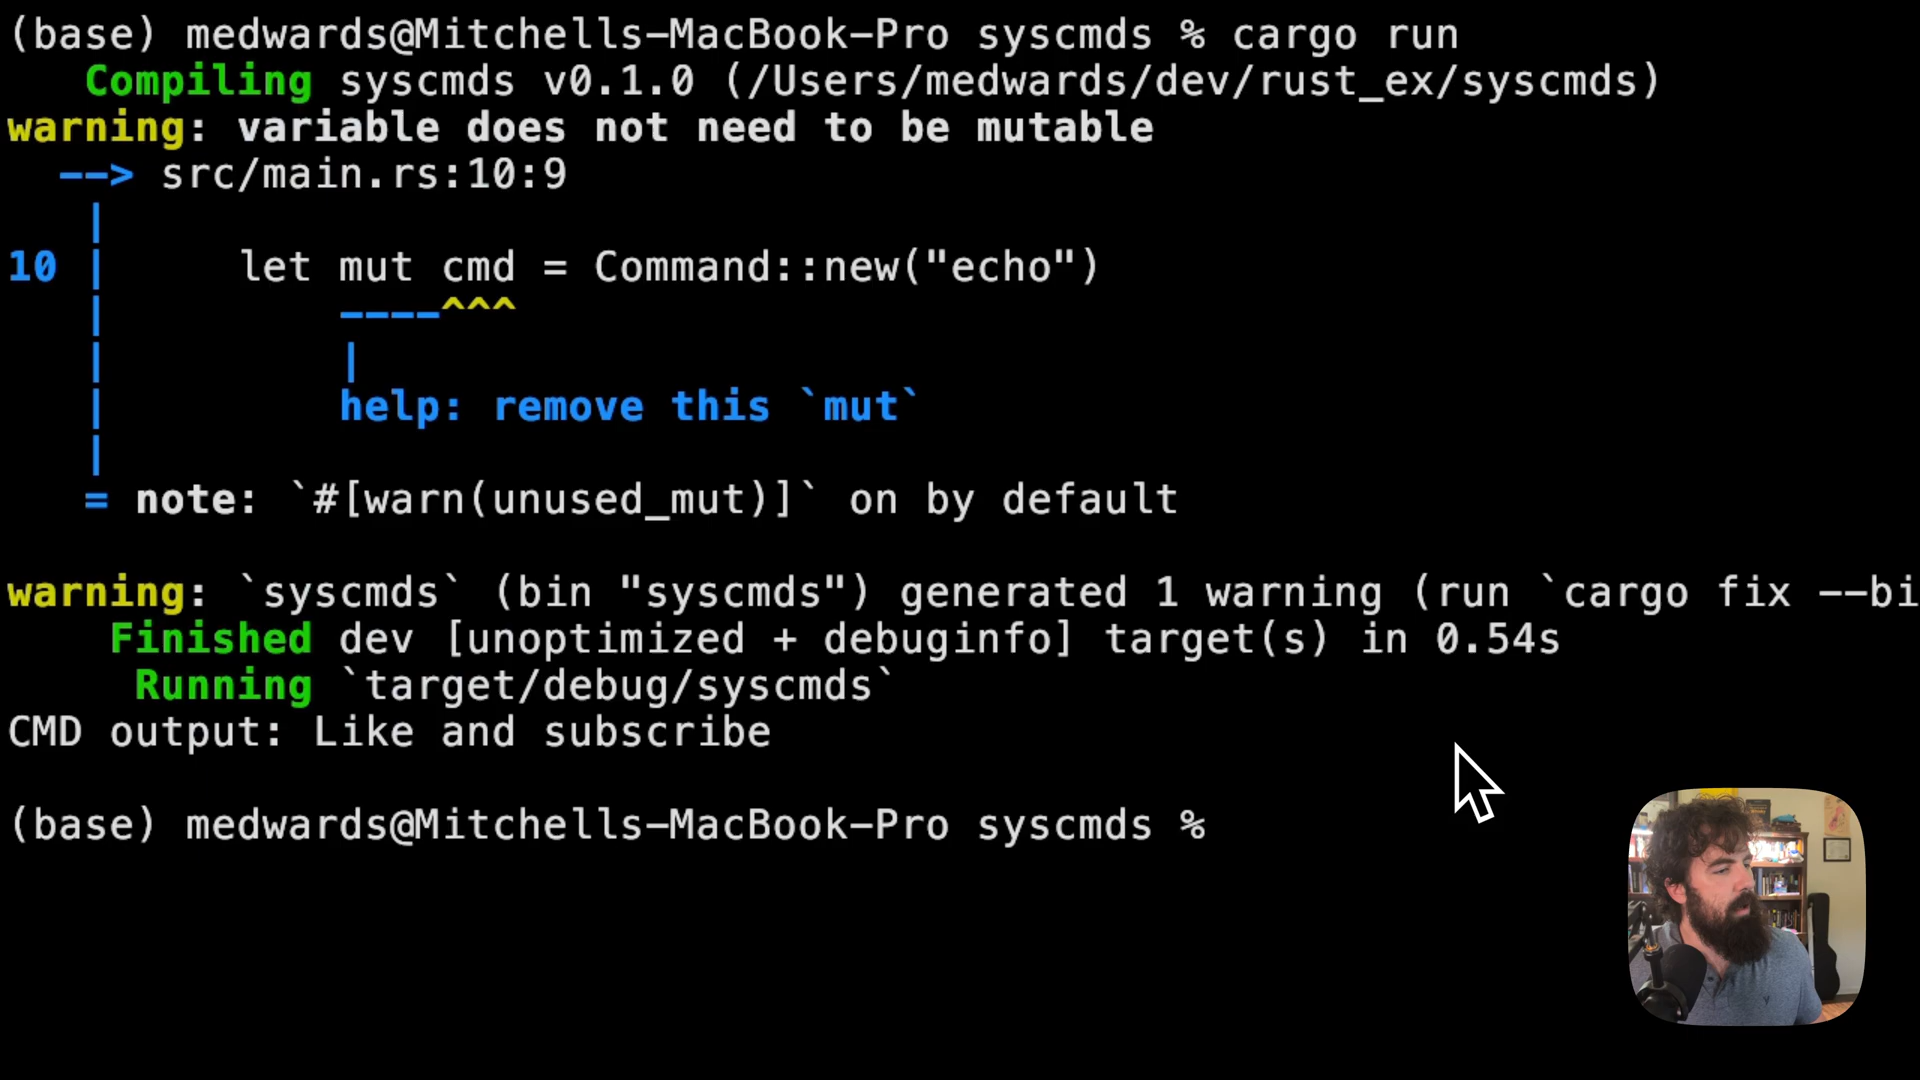 (base) medwards@Mitchells-MacBook-Pro syscmds % cargo run
Compiling syscmds v0.1.0 (/Users/medwards/dev/rust_ex/syscmds)
warning: variable does not need to be mutable
--> src/main.rs:10:9
|
10 | let mut cmd = Command::new("echo")
| ----^^^
| |
| help: remove this `mut`
|
= note: `#[warn(unused_mut)]` on by default
warning: `syscmds` (bin "syscmds") generated 1 warning (run `cargo fix --bi
Finished dev [unoptimized + debuginfo] target(s) in 0.54s
Running `target/debug/syscmds`
CMD output: Like and subscribe
(base) medwards@Mitchells-MacBook-Pro syscmds %